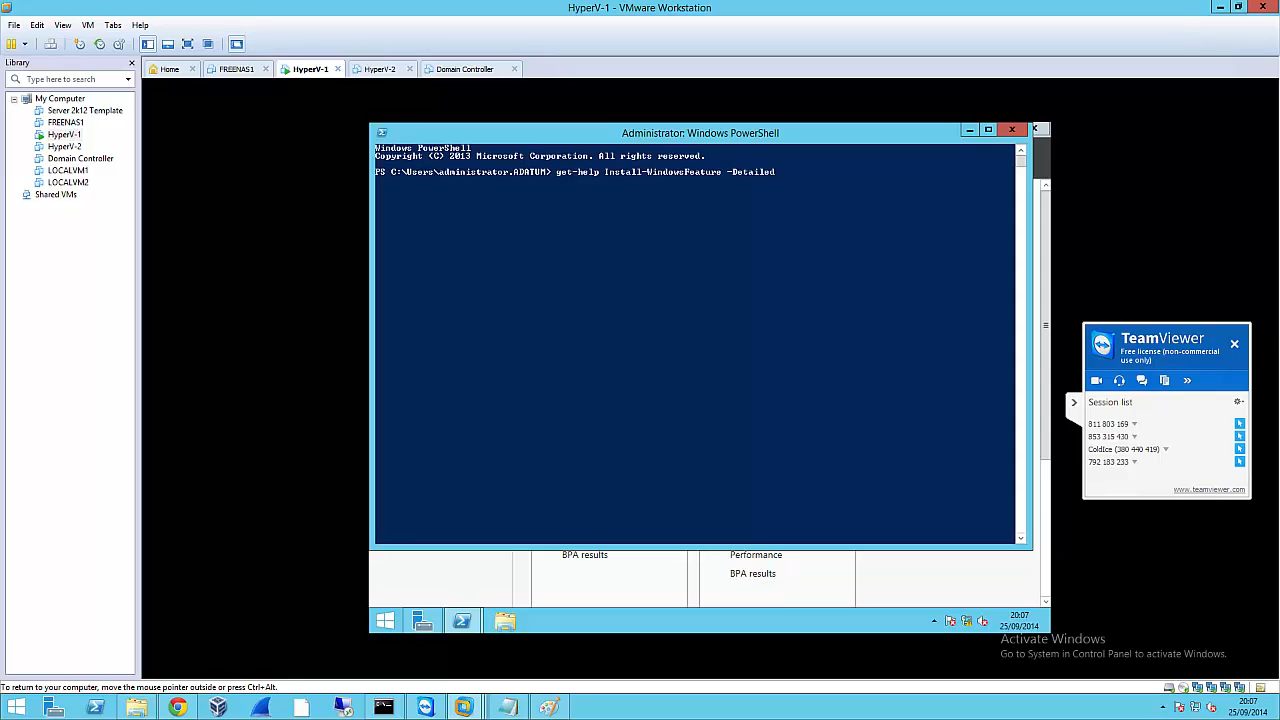 HyperV-1 - VMware Workstation
File Edit View VM Tabs Help
Library
Type here to search
Home FREENAS1 HyperV-1 HyperV-2 Domain Controller
My Computer
Server 2k12 Template
FREENAS1
HyperV-1
HyperV-2
Domain Controller
LOCALVM1
LOCALVM2
Shared VMs
Administrator: Windows PowerShell
Windows PowerShell
Copyright (C) 2013 Microsoft Corporation. All rights reserved.
PS C:\Users\administrator.ADATUM> get-help Install-WindowsFeature -Detailed
TeamViewer
Free license (non-commercial
use only)
Session list
811 803 169
853 315 430
ColdIce (380 440 419)
792 183 233
www.teamviewer.com
BPA results
Performance
BPA results
20:07
25/09/2014
Activate Windows
Go to System in Control Panel to activate Windows.
To return to your computer, move the mouse pointer outside or press Ctrl+Alt.
20:07
25/09/2014